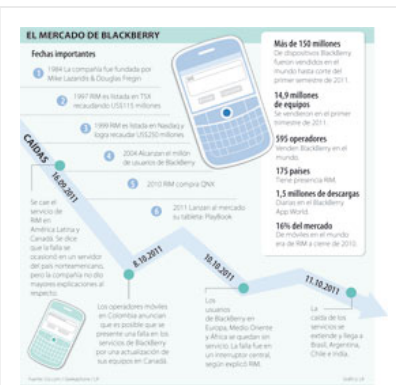 EL MERCADO DE BLACKBERRY
Fechas importantes
1 1984 La compañía fue fundada por
Mike Lazaridis & Douglas Fregin
2 1997 RIM es listada en TSX
recaudando US$115 millones
3 1999 RIM es listada en Nasdaq y
logra recaudar US$250 millones
4 2004 Alcanzan el millón
de usuarios de BlackBerry
5 2010 RIM compra QNX
6 2011 Lanzan al mercado
su tableta: PlayBook
Más de 150 millones
De dispositivos BlackBerry
fueron vendidos en el
mundo hasta corte del
primer semestre de 2011.
14,9 millones
de equipos
Se vendieron en el primer
trimestre de 2011.
595 operadores
Venden BlackBerry en el
mundo.
175 países
Tiene presencia RIM.
1,5 millones de descargas
Diarias en el BlackBerry
App World.
16% del mercado
De móviles en el mundo
era de RIM a cierre de 2010.
CAÍDAS
16.09.2011
Se cae el
servicio de
RIM en
América Latina y
Canadá. Se dice
que la falla se
ocasionó en un servidor
del país norteamericano,
pero la compañía no dio
mayores explicaciones al
respecto.
8.10.2011
Los operadores móviles
en Colombia anuncian
que es posible que se
presente una falla en los
servicios de BlackBerry
por una actualización de
sus equipos en Canadá.
10.10.2011
Los
usuarios
de BlackBerry en
Europa, Medio Oriente
y África se quedan sin
servicio. La falla fue en
un interruptor central,
según explicó RIM.
11.10.2011
La
caída de los
servicios se
extiende y llega a
Brasil, Argentina,
Chile e India.